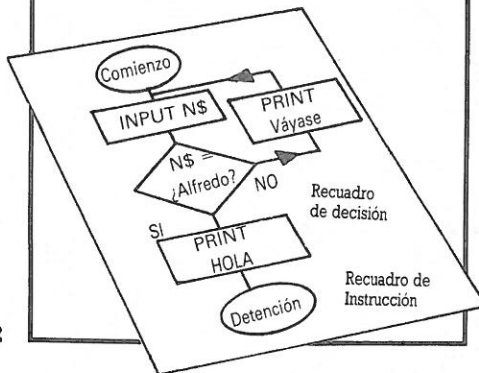 Comienzo
INPUT N$
PRINT
Váyase
N$ =
¿Alfredo?
NO
Recuadro
de decisión
SI
PRINT
HOLA
Recuadro de
Instrucción
Detención